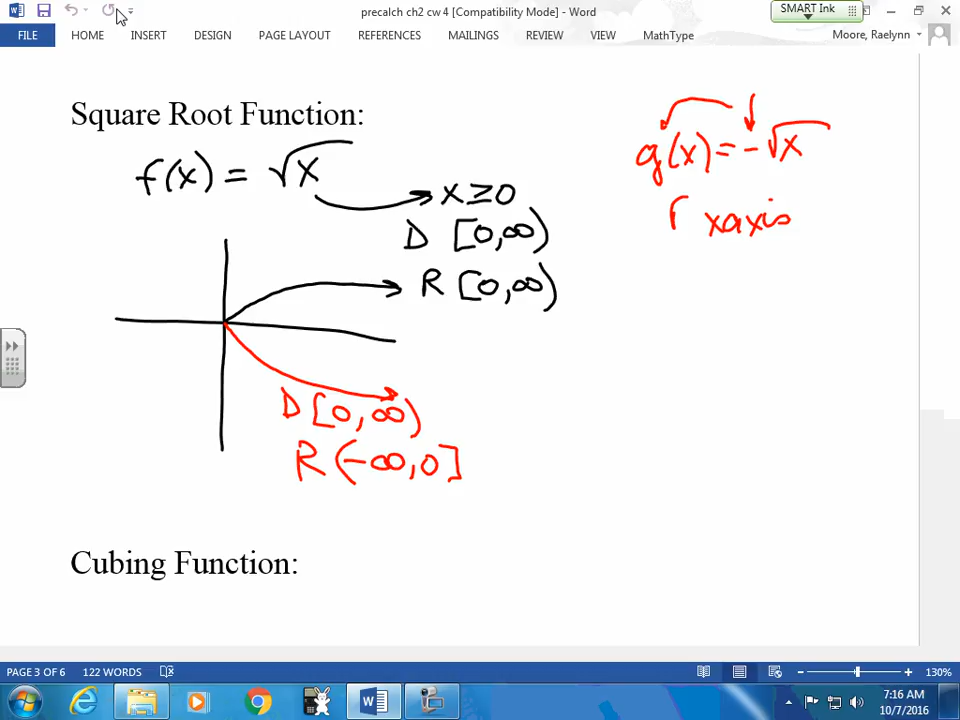 precalch ch2 cw 4 [Compatibility Mode] - Word
SMART Ink
FILE HOME INSERT DESIGN PAGE LAYOUT REFERENCES MAILINGS REVIEW VIEW MathType Moore, Raelynn
Square Root Function:
f(x) = √x
x ≥ 0
D [0,∞)
R [0,∞)
g(x) = -√x
r xaxis
D [0,∞)
R (-∞,0]
Cubing Function:
PAGE 3 OF 6 122 WORDS 130%
7:16 AM
10/7/2016